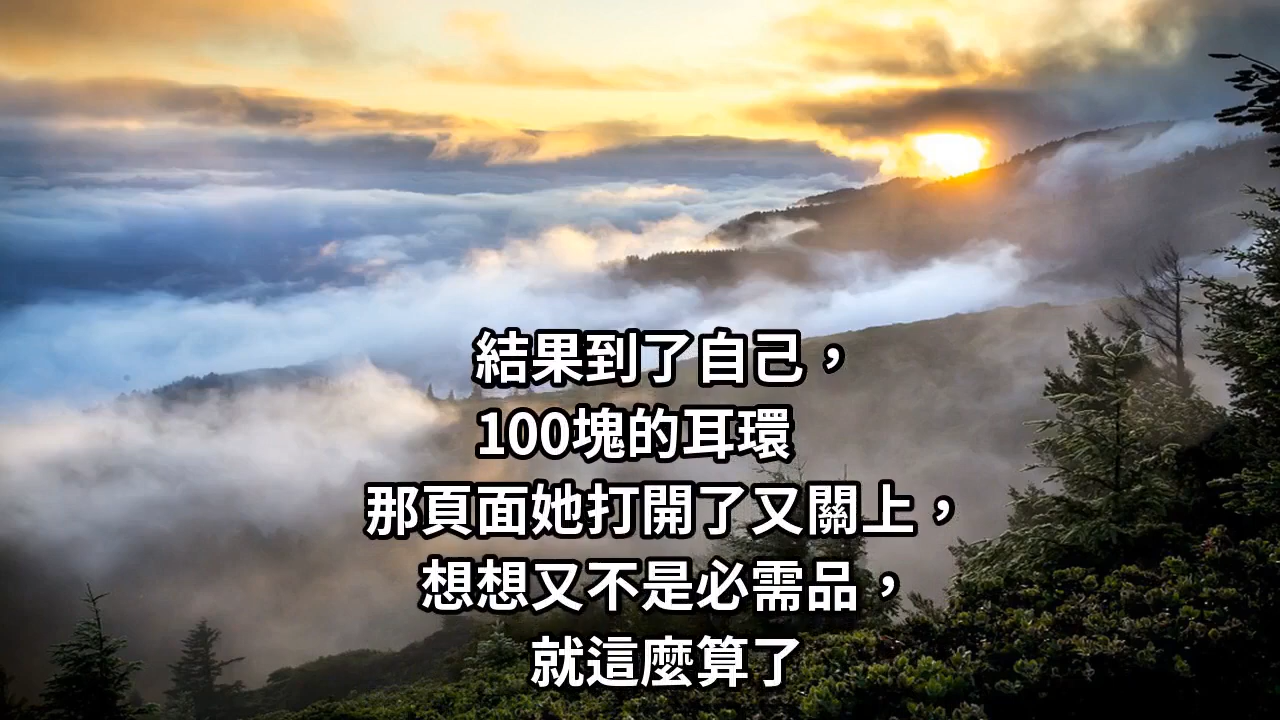 結果到了自己，
100塊的耳環
那頁面她打開了又關上，
想想又不是必需品，
就這麼算了